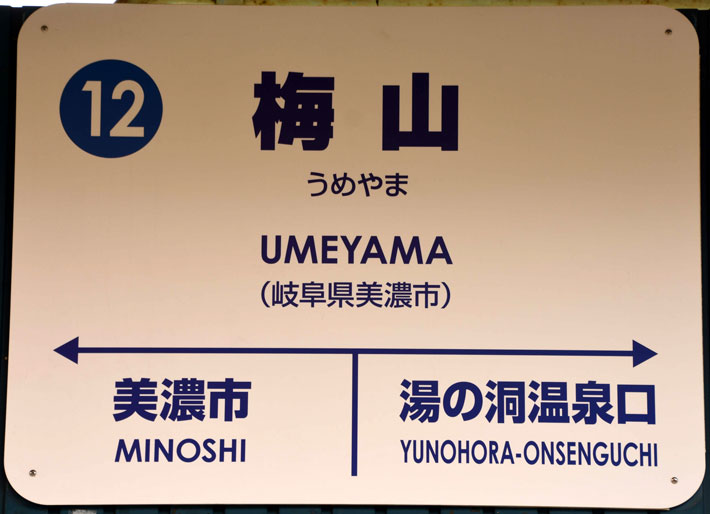 12
梅山
うめやま
UMEYAMA
(岐阜県美濃市)
美濃市
MINOSHI
湯の洞温泉口
YUNOHORA-ONSENGUCHI